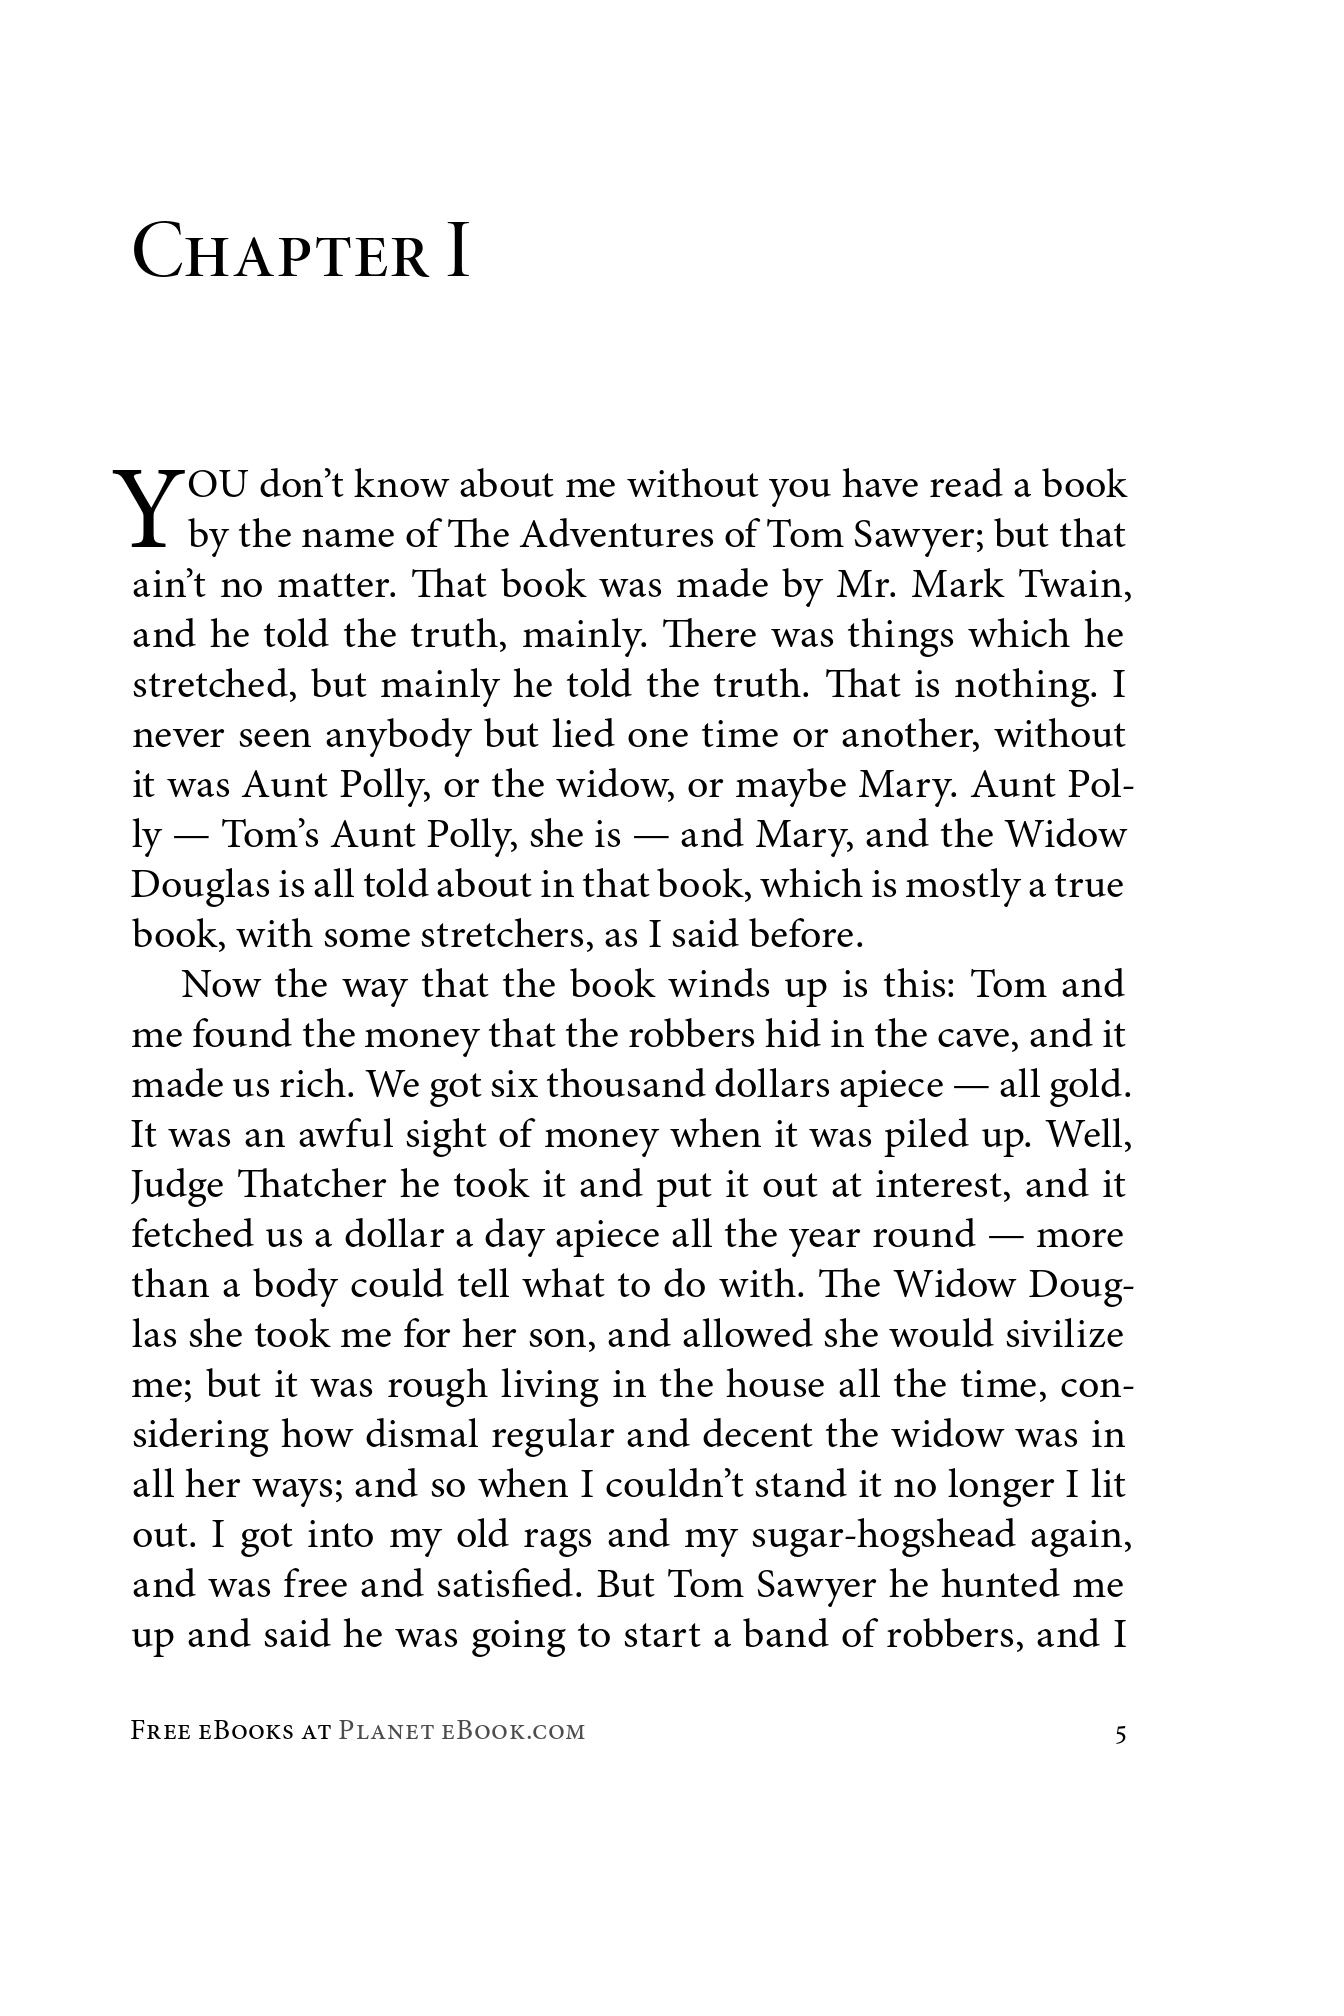 Chapter I
YOU don’t know about me without you have read a book
by the name of The Adventures of Tom Sawyer; but that
ain’t no matter. That book was made by Mr. Mark Twain,
and he told the truth, mainly. There was things which he
stretched, but mainly he told the truth. That is nothing. I
never seen anybody but lied one time or another, without
it was Aunt Polly, or the widow, or maybe Mary. Aunt Pol-
ly — Tom’s Aunt Polly, she is — and Mary, and the Widow
Douglas is all told about in that book, which is mostly a true
book, with some stretchers, as I said before.
Now the way that the book winds up is this: Tom and
me found the money that the robbers hid in the cave, and it
made us rich. We got six thousand dollars apiece — all gold.
It was an awful sight of money when it was piled up. Well,
Judge Thatcher he took it and put it out at interest, and it
fetched us a dollar a day apiece all the year round — more
than a body could tell what to do with. The Widow Doug-
las she took me for her son, and allowed she would sivilize
me; but it was rough living in the house all the time, con-
sidering how dismal regular and decent the widow was in
all her ways; and so when I couldn’t stand it no longer I lit
out. I got into my old rags and my sugar-hogshead again,
and was free and satisfied. But Tom Sawyer he hunted me
up and said he was going to start a band of robbers, and I
Free eBooks at Planet eBook.com 5